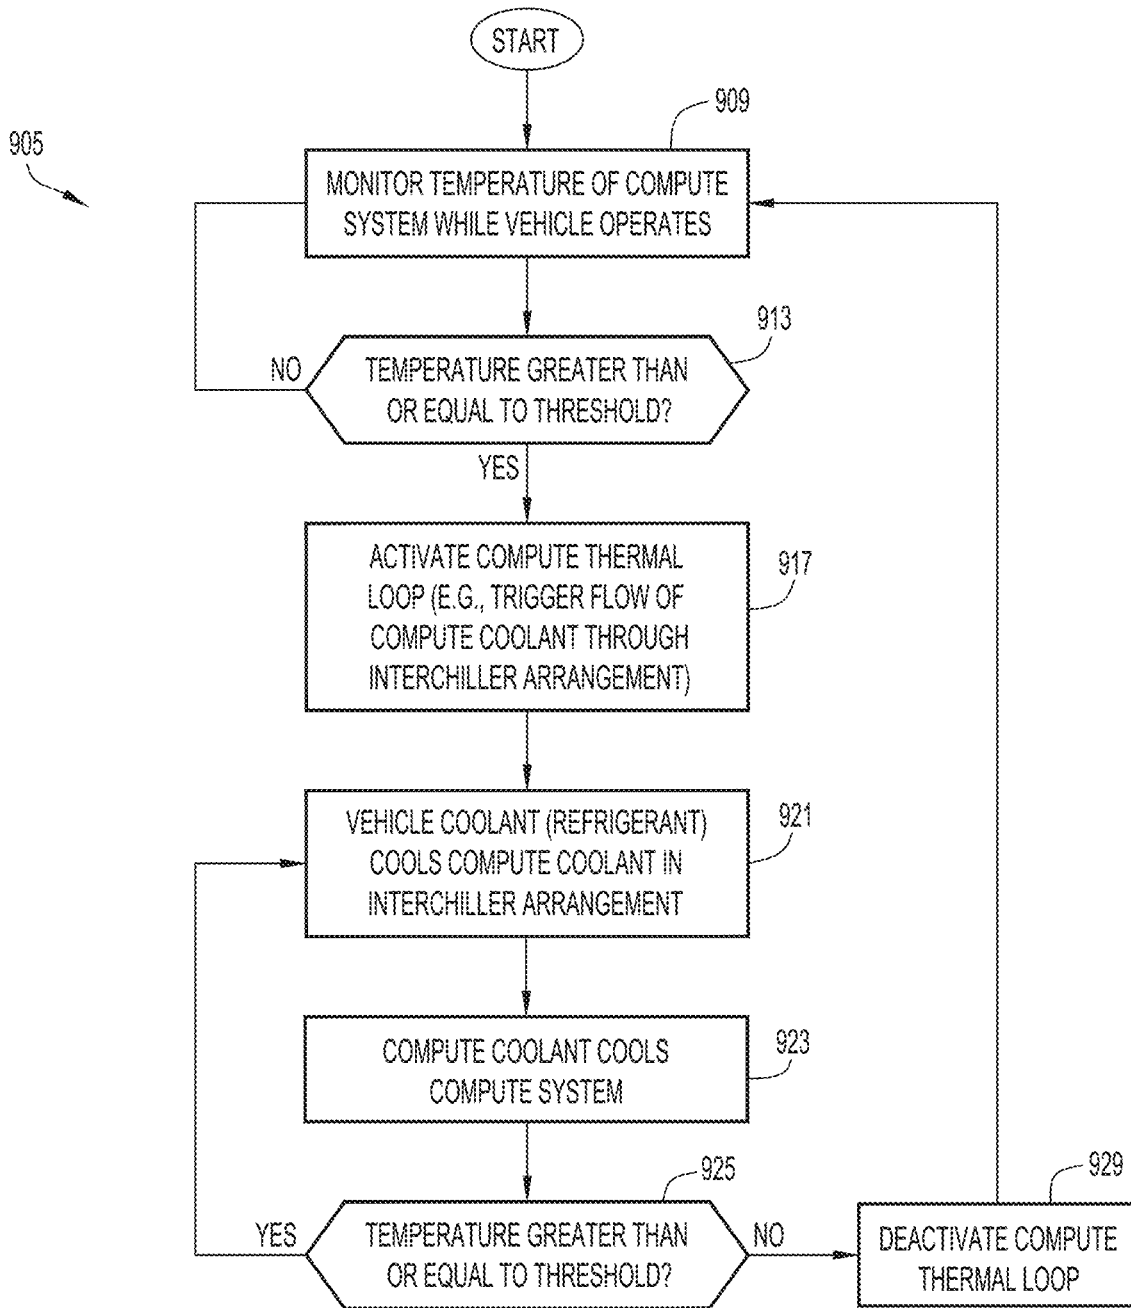 START
909
905
MONITOR TEMPERATURE OF COMPUTE
SYSTEM WHILE VEHICLE OPERATES
913
NO
TEMPERATURE GREATER THAN
OR EQUAL TO THRESHOLD?
YES
ACTIVATE COMPUTE THERMAL
LOOP (E.G., TRIGGER FLOW OF
COMPUTE COOLANT THROUGH
INTERCHILLER ARRANGEMENT)
917
VEHICLE COOLANT (REFRIGERANT)
COOLS COMPUTE COOLANT IN
INTERCHILLER ARRANGEMENT
921
COMPUTE COOLANT COOLS
COMPUTE SYSTEM
923
925
YES
TEMPERATURE GREATER THAN
OR EQUAL TO THRESHOLD?
NO
929
DEACTIVATE COMPUTE
THERMAL LOOP